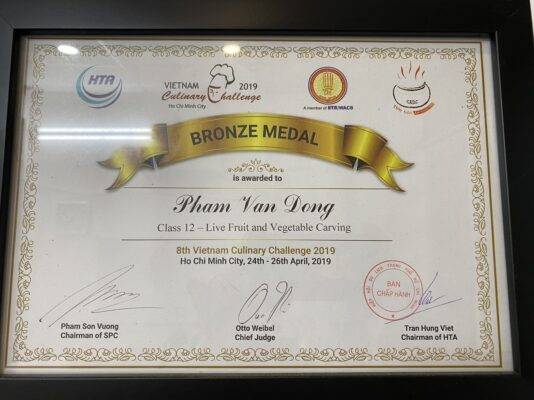 HTA
VIETNAM 2019
Culinary Challenge
Ho Chi Minh City
A member of
BRONZE MEDAL
is awarded to
Pham Van Dong
Class 12 – Live Fruit and Vegetable Carving
8th Vietnam Culinary Challenge 2019
Ho Chi Minh City, 24th - 26th April, 2019
BAN
CHẤP HÀNH
Pham Son Vuong
Chairman of SPC
Otto Weibel
Chief Judge
Tran Hung Viet
Chairman of HTA